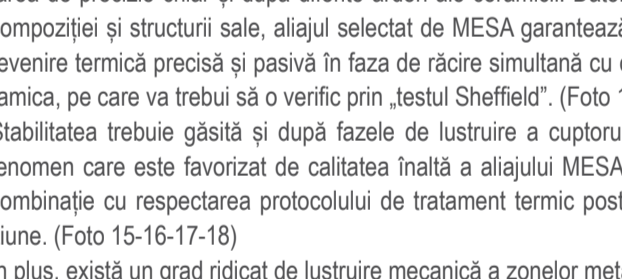 de precizie chiar și după diferite arderi ale ceramicii.
ompoziției și structurii sale, aliajul selectat de MESA garantează
evenire termică precisă și pasivă în faza de răcire simultană cu
amica, pe care va trebui să o verific prin „testul Sheffield”. (Foto 1
Stabilitatea trebuie găsită și după fazele de lustruire a cuptoru
enomen care este favorizat de calitatea înaltă a aliajului MESA
ombinație cu respectarea protocolului de tratament termic post
iune. (Foto 15-16-17-18)
n plus, există un grad ridicat de lustruire mecanică a zonelor met